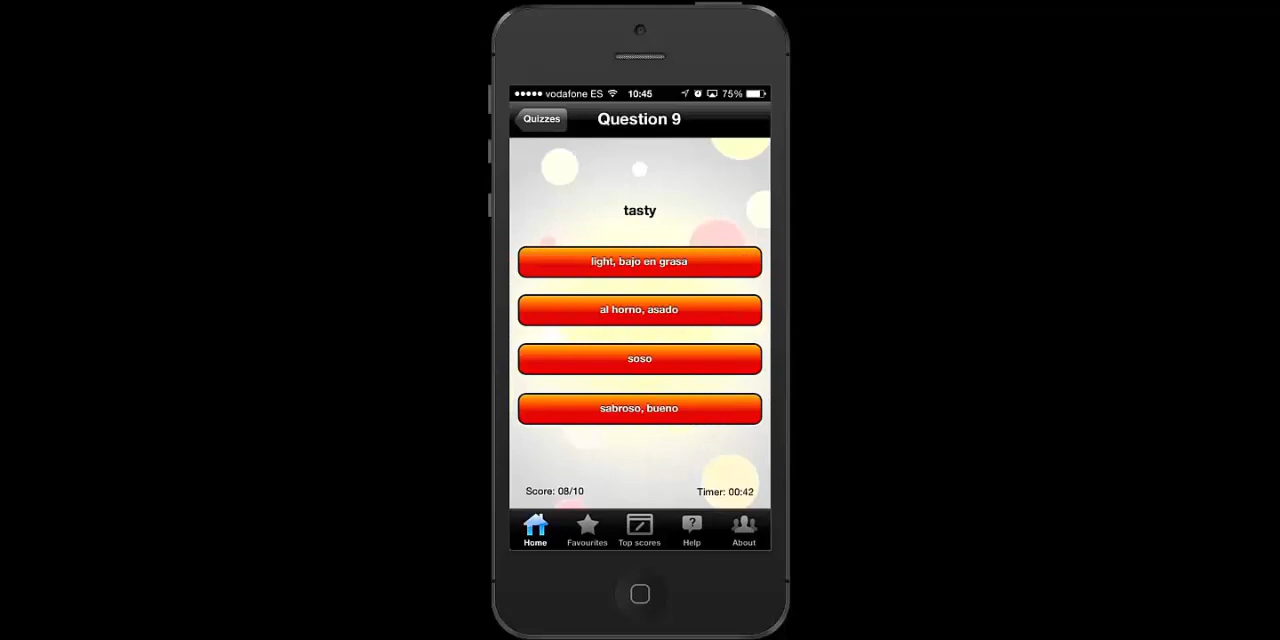 vodafone ES 10:45 75%
Quizzes Question 9
tasty
light, bajo en grasa
al horno, asado
soso
sabroso, bueno
Score: 08/10 Timer: 00:42
Home Favourites Top scores Help About